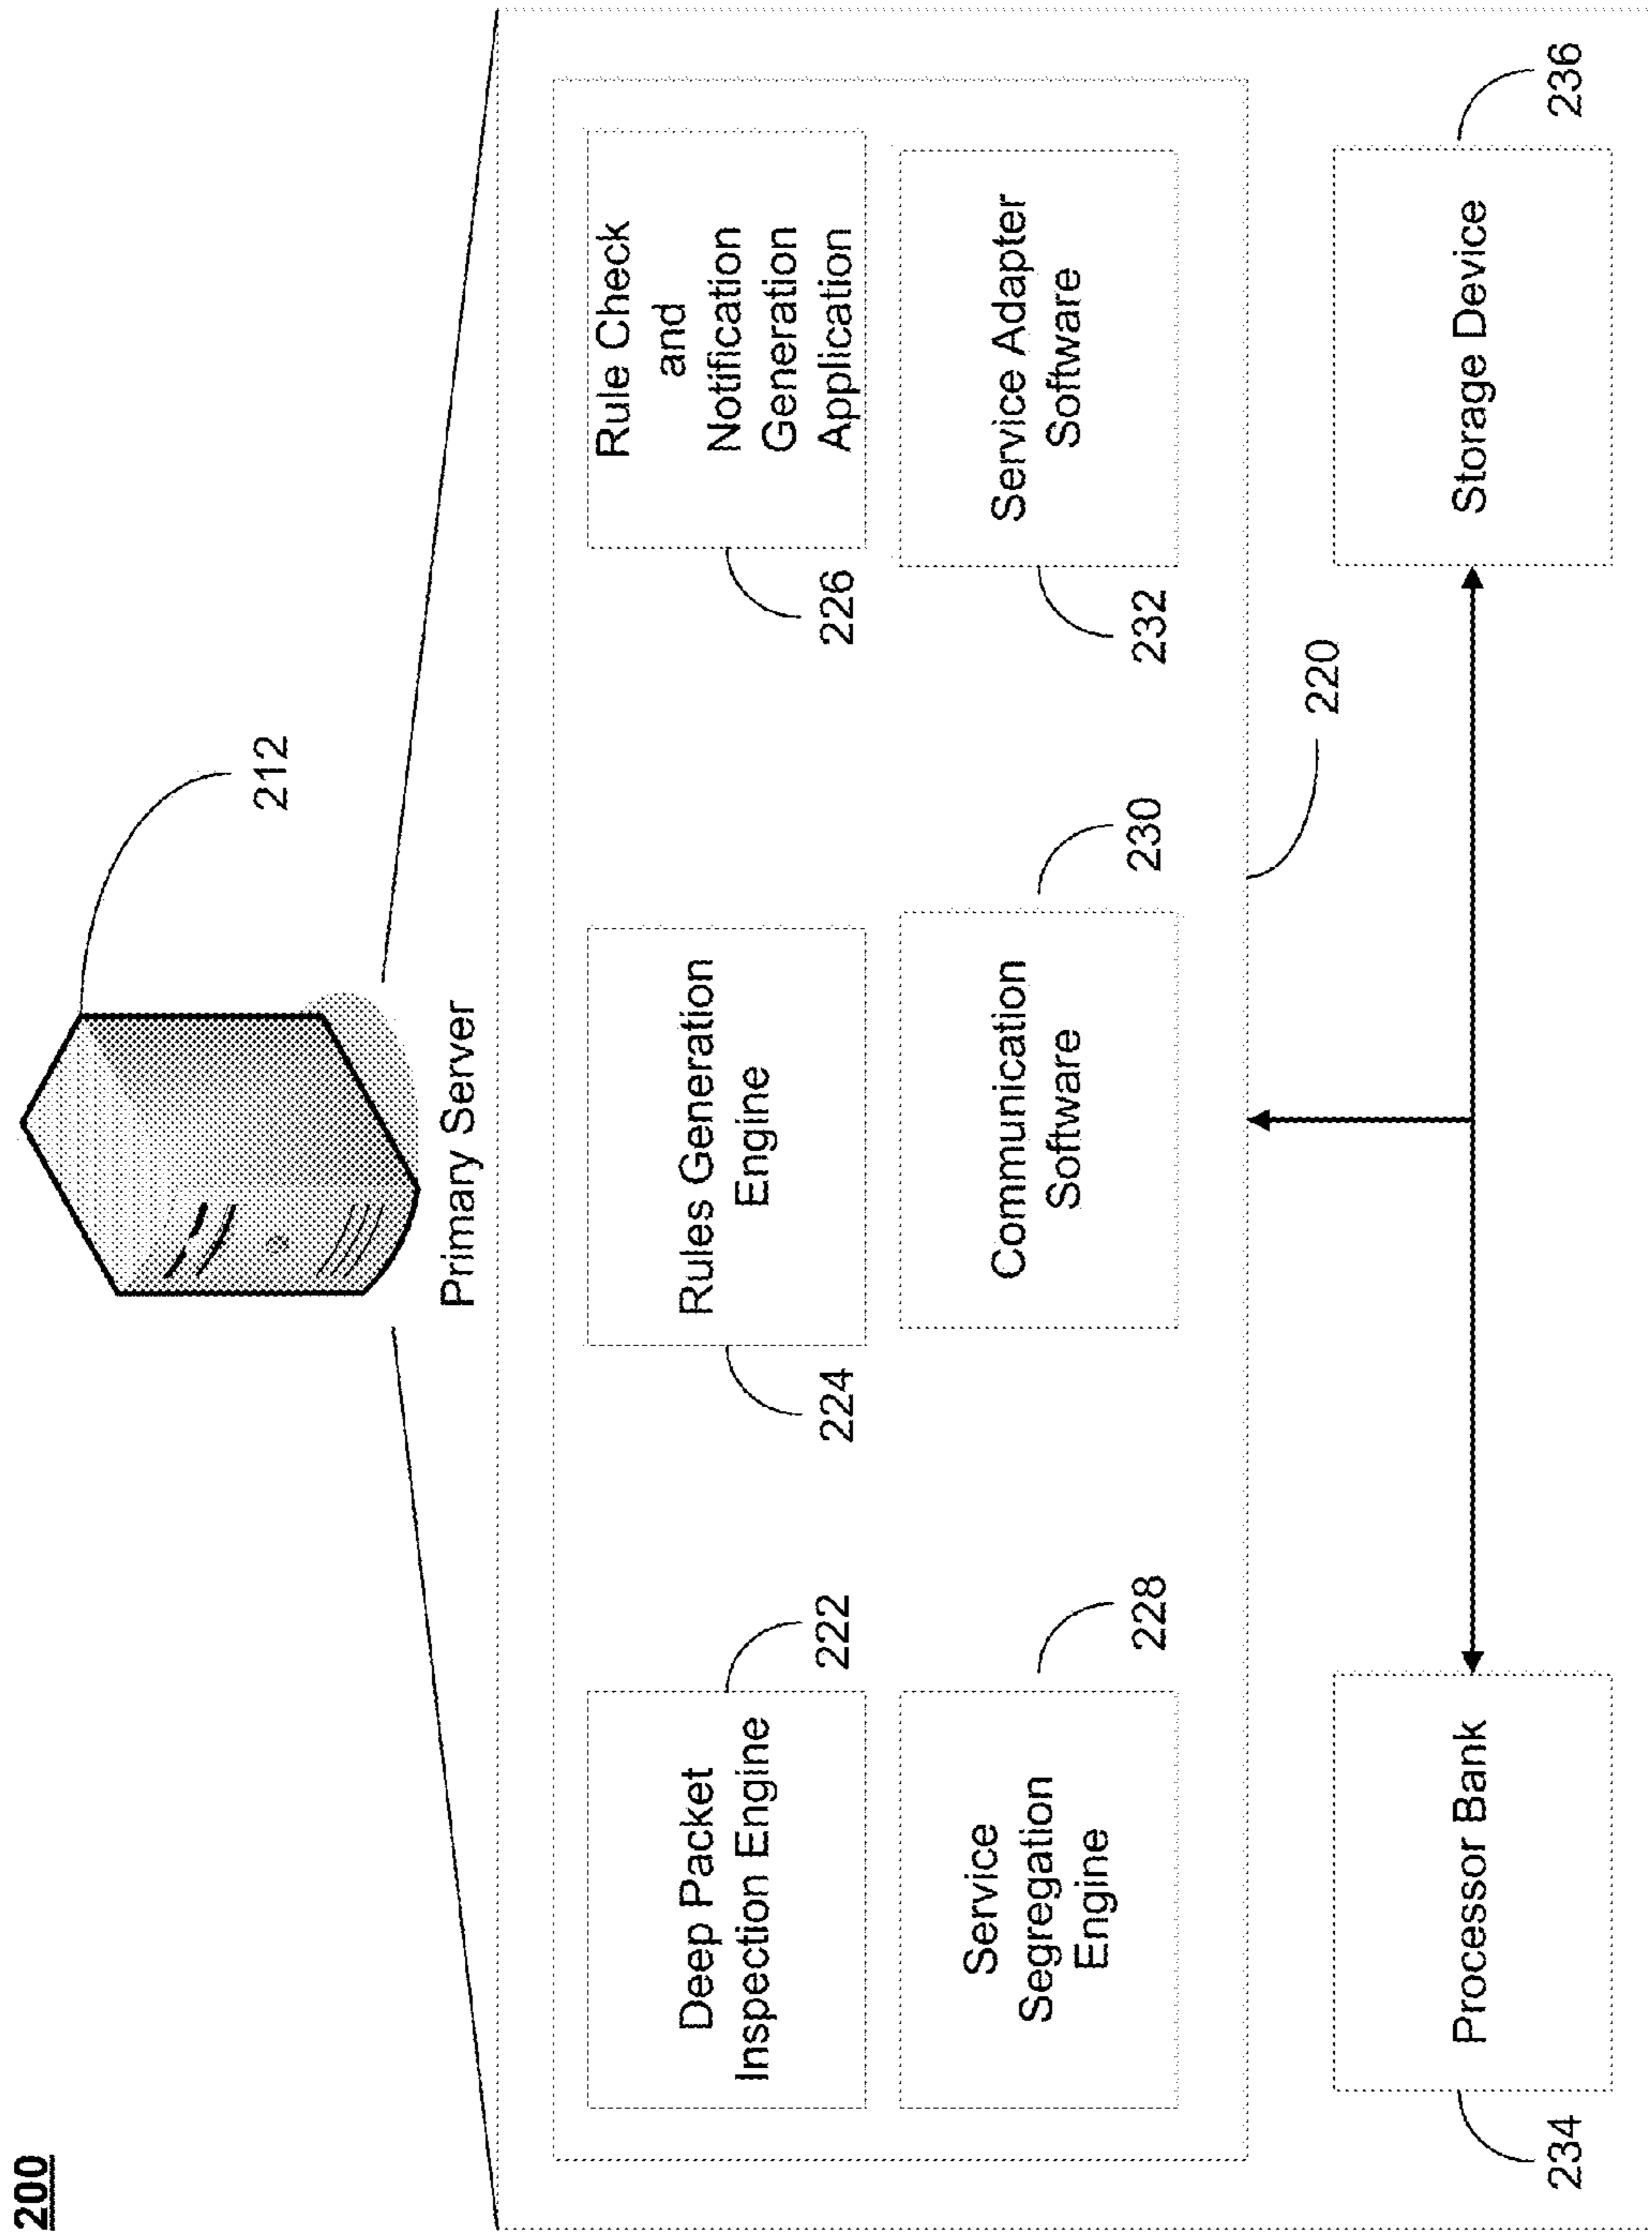 200
212
Primary Server
Deep Packet
Inspection Engine
222
Rules Generation
Engine
224
Rule Check
and
Notification
Generation
Application
226
Service
Segregation
Engine
228
Communication
Software
230
Service Adapter
Software
232
220
Processor Bank
234
Storage Device
236